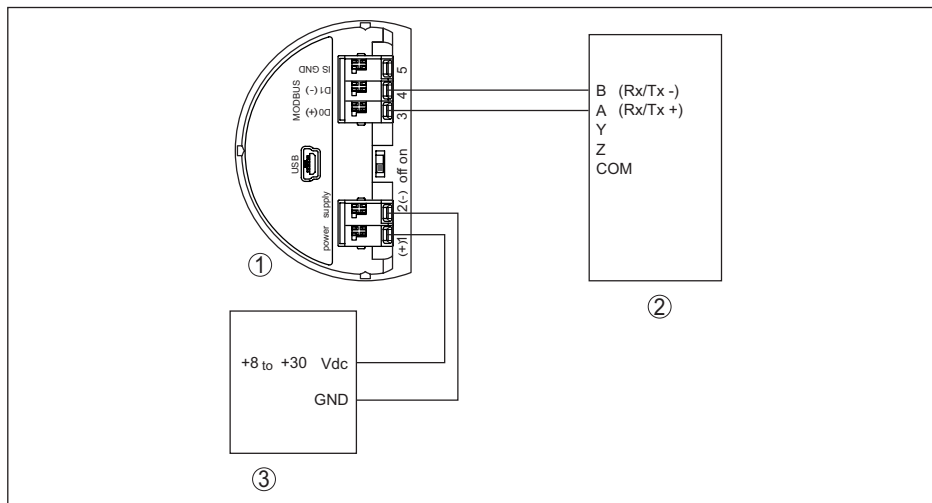 IS GND
MODBUS
D1(-)
D0(+)
5
4
3
USB
off on
power supply
2(-)
(+)1
①
B (Rx/Tx -)
A (Rx/Tx +)
Y
Z
COM
②
+8 to +30 Vdc
GND
③